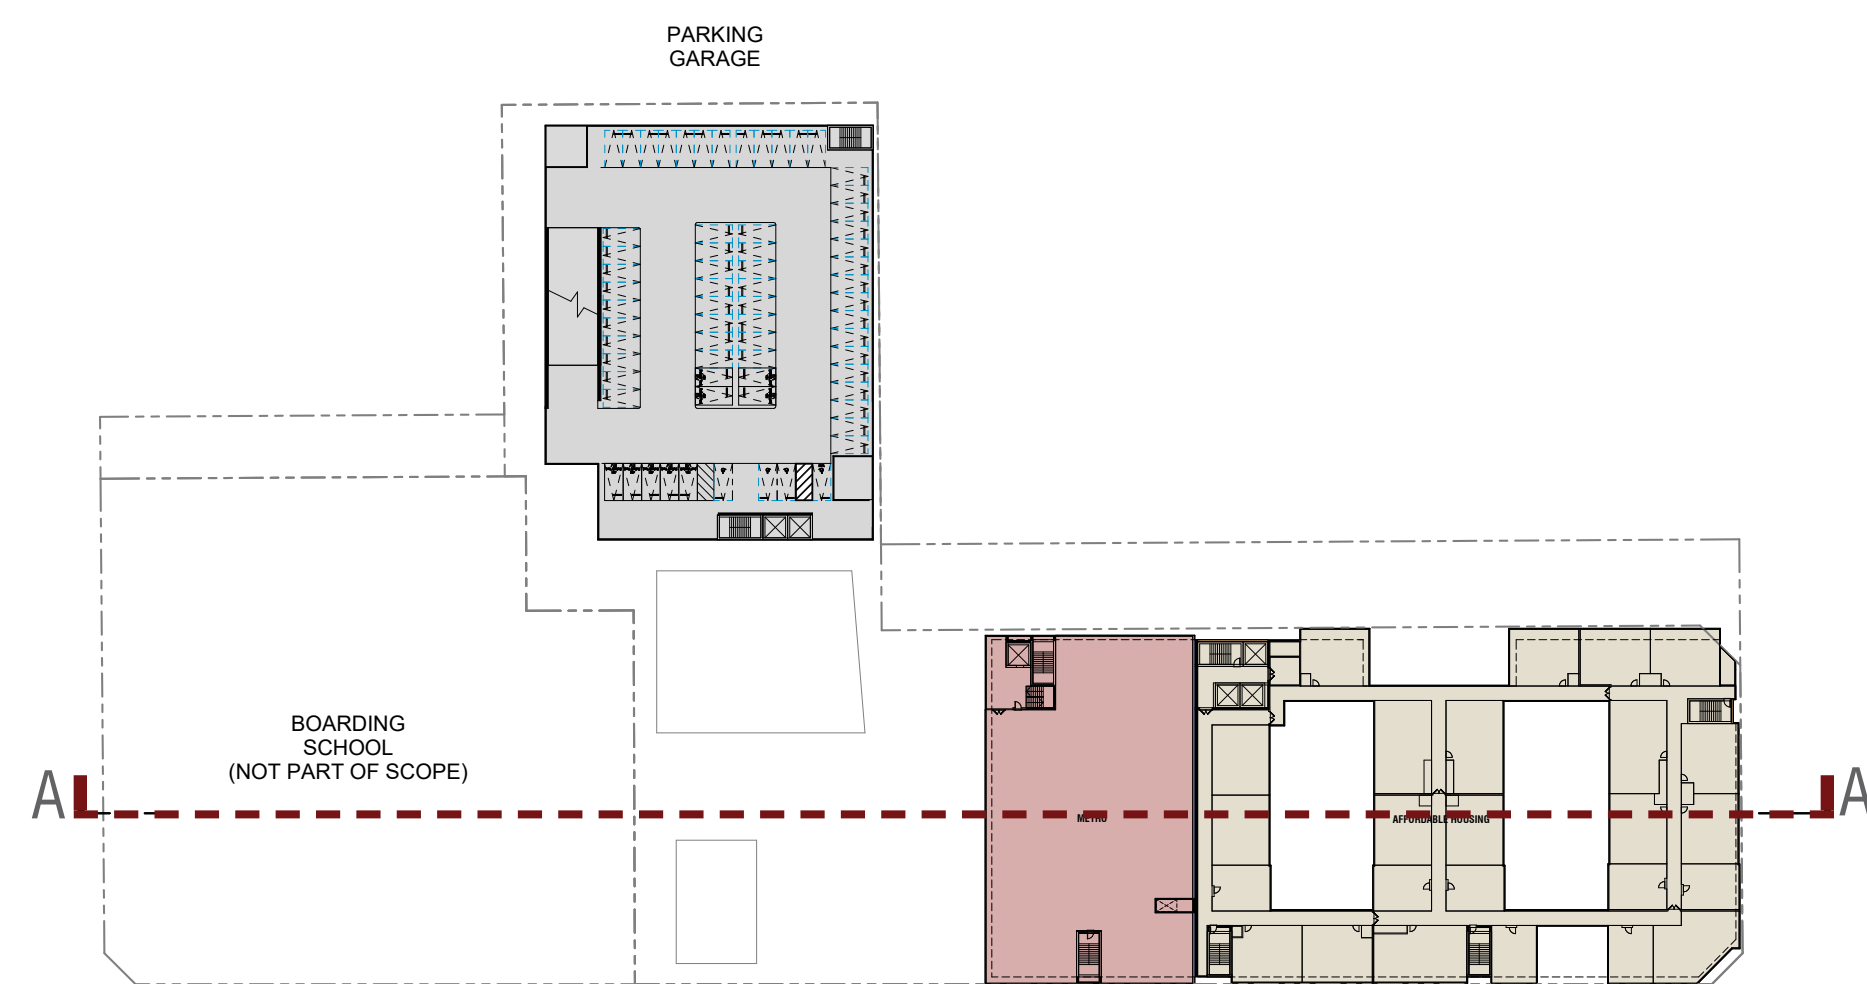 PARKING
GARAGE
BOARDING
SCHOOL
(NOT PART OF SCOPE)
A
A
METRO
AFFORDABLE HOUSING